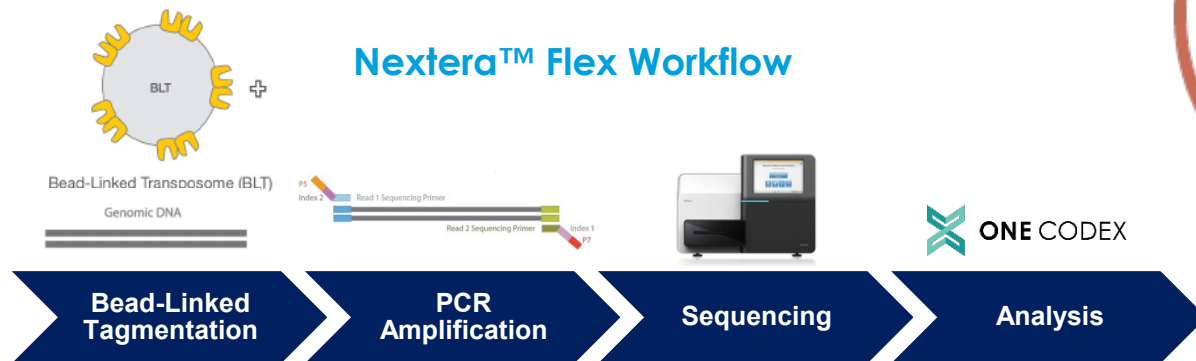 Nextera™ Flex Workflow
BLT
Bead-Linked Transposome (BLT)
Genomic DNA
P5
Index 2
Read 1 Sequencing Primer
Read 2 Sequencing Primer
Index 1
P7
ONE CODEX
Bead-Linked
Tagmentation
PCR
Amplification
Sequencing
Analysis